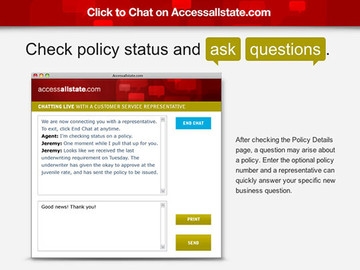 Click to Chat on Accessallstate.com
Check policy status and ask questions.
Accessallstate.com
accessallstate.com
CHATTING LIVE WITH A CUSTOMER SERVICE REPRESENTATIVE
We are now connecting you with a representative.
To exit, click End Chat at anytime.
Agent: I'm checking status on a policy.
Jeremy: One moment while I pull that up for you.
Jeremy: Looks like we received the last
underwriting requirement on Tuesday. The
underwriter has given the okay to approve at the
juvenile rate, and has sent the policy to be issued.
END CHAT
Good news! Thank you!
PRINT
SEND
After checking the Policy Details
page, a question may arise about
a policy. Enter the optional policy
number and a representative can
quickly answer your specific new
business question.